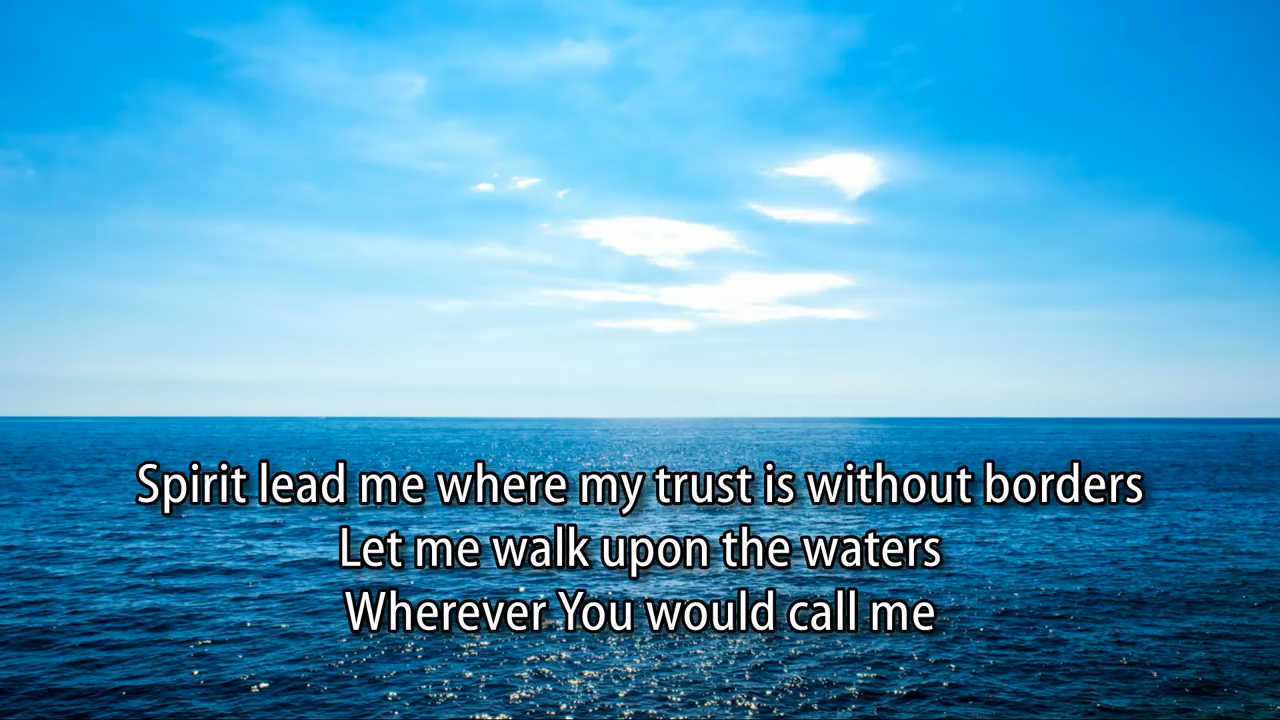 Spirit lead me where my trust is without borders
Let me walk upon the waters
Wherever You would call me